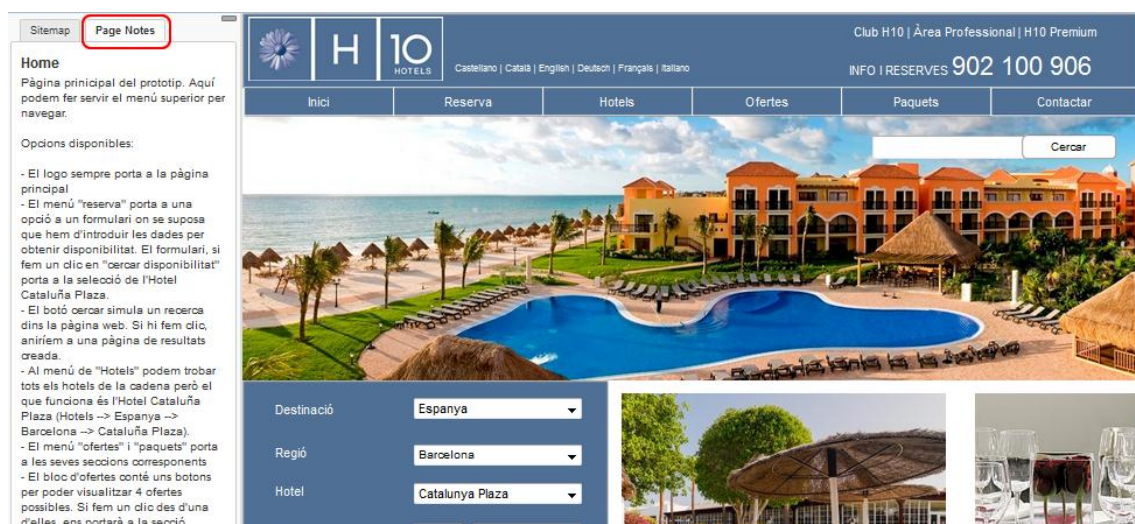 Sitemap
Page Notes
Home
Pàgina prinicipal del prototip. Aquí
podem fer servir el menú superior per
navegar.
Opcions disponibles:
- El logo sempre porta a la pàgina
principal
- El menú "reserva" porta a una
opció a un formulari on se suposa
que hem d'introduir les dades per
obtenir disponibilitat. El formulari, si
fem un clic en "cercar disponibilitat"
porta a la selecció de l'Hotel
Cataluña Plaza.
- El botó cercar simula un recerca
dins la pàgina web. Si hi fem clic,
aniríem a una pàgina de resultats
creada.
- Al menú de "Hotels" podem trobar
tots els hotels de la cadena però el
que funciona és l'Hotel Cataluña
Plaza (Hotels --> Espanya -->
Barcelona --> Cataluña Plaza).
- El menú "ofertes" i "paquets" porta
a les seves seccions corresponents
- El bloc d'ofertes conté uns botons
per poder visualitzar 4 ofertes
possibles. Si fem un clic des d'una
d'elles, ens portarà a la secció
H
H10
HOTELS
Castellano | Català | English | Deutsch | Français | Italiano
Club H10 | Àrea Professional | H10 Premium
INFO I RESERVES 902 100 906
Inici
Reserva
Hotels
Ofertes
Paquets
Contactar
Cercar
Destinació
Espanya
Regió
Barcelona
Hotel
Catalunya Plaza